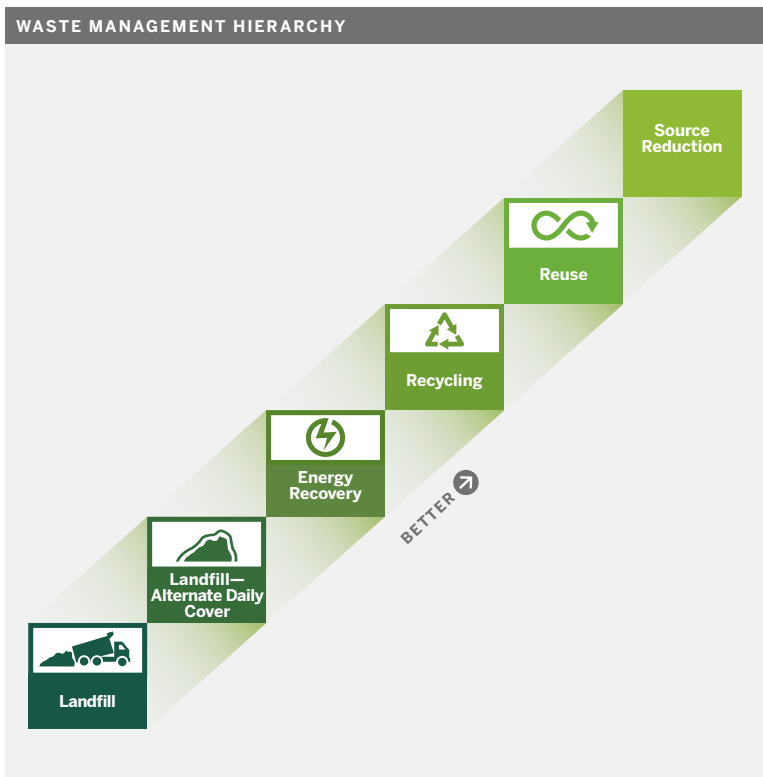 WASTE MANAGEMENT HIERARCHY
Source
Reduction
Reuse
Recycling
Energy
Recovery
BETTER
Landfill—
Alternate Daily
Cover
Landfill